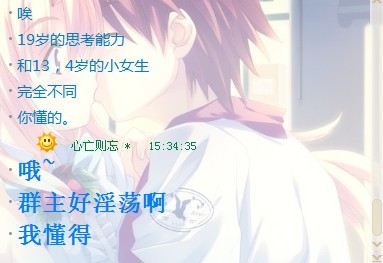 唉
19岁的思考能力
和13，4岁的小女生
完全不同
你懂的。
心亡则忘 * 15:34:35
哦~
群主好淫荡啊
我懂得